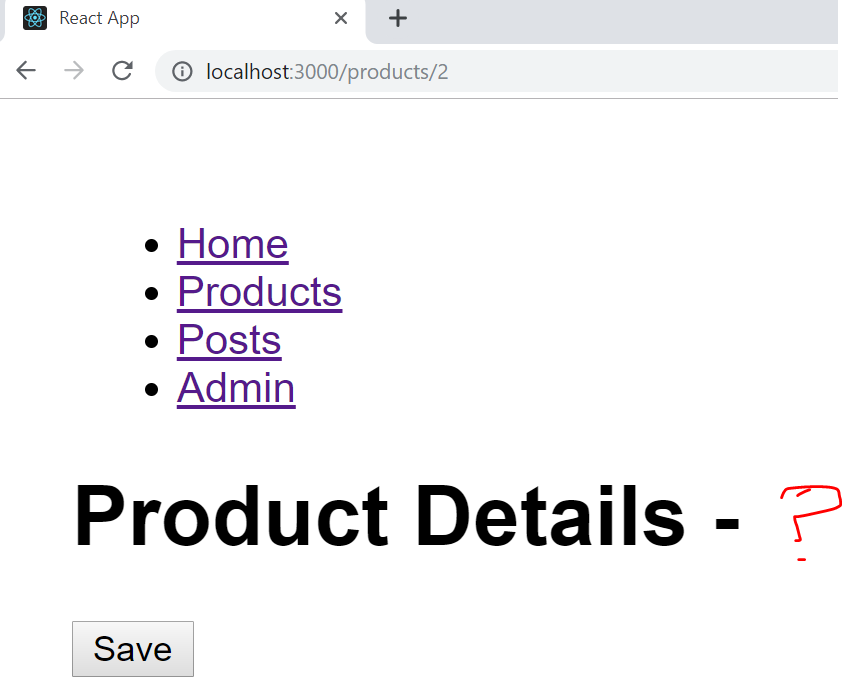 React App
localhost:3000/products/2
Home
Products
Posts
Admin
Product Details - ?
Save